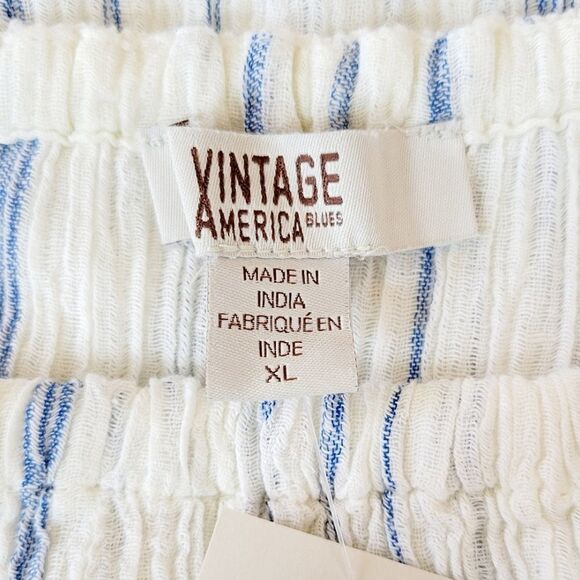 VINTAGE
AMERICA BLUES
MADE IN
INDIA
FABRIQUÉ EN
INDE
XL